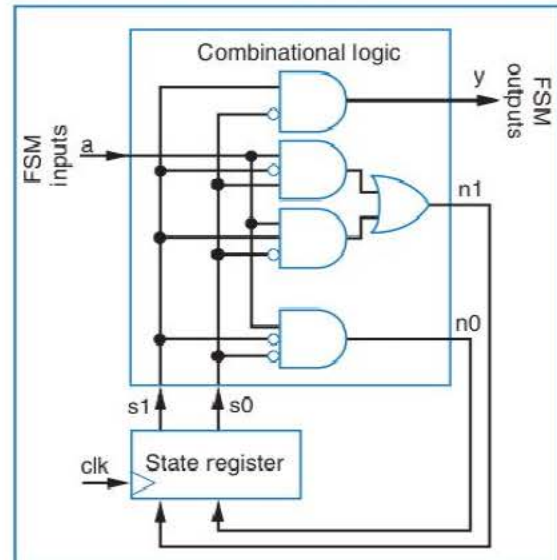 Combinational logic
y
FSM
outputs
FSM
inputs
a
n1
n0
s1
s0
clk
State register